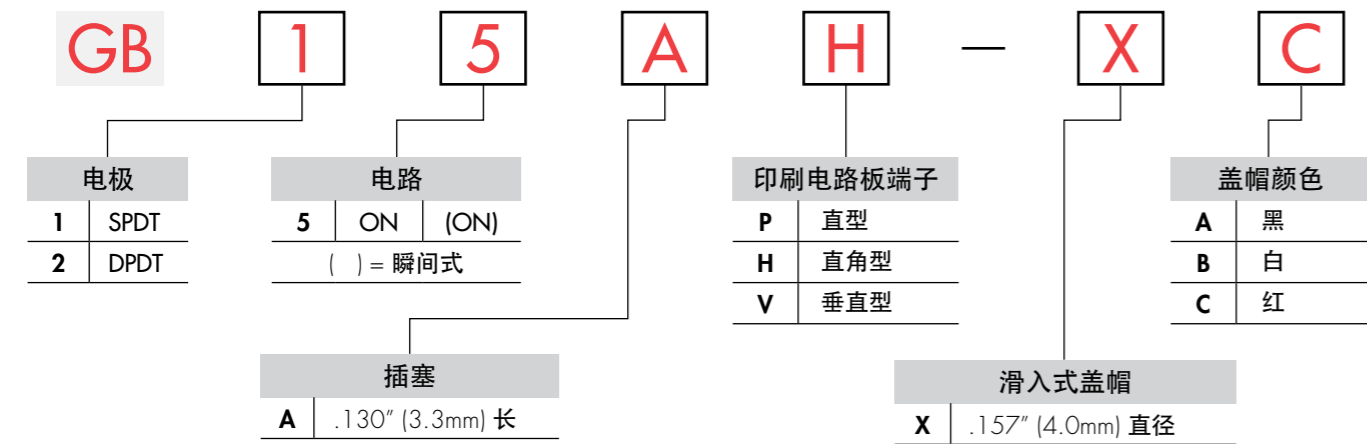 GB 1 5 A H — X C
电极
1 SPDT
2 DPDT
电路
5 ON (ON)
( ) = 瞬间式
插塞
A .130" (3.3mm) 长
印刷电路板端子
P 直型
H 直角型
V 垂直型
滑入式盖帽
X .157" (4.0mm) 直径
盖帽颜色
A 黑
B 白
C 红